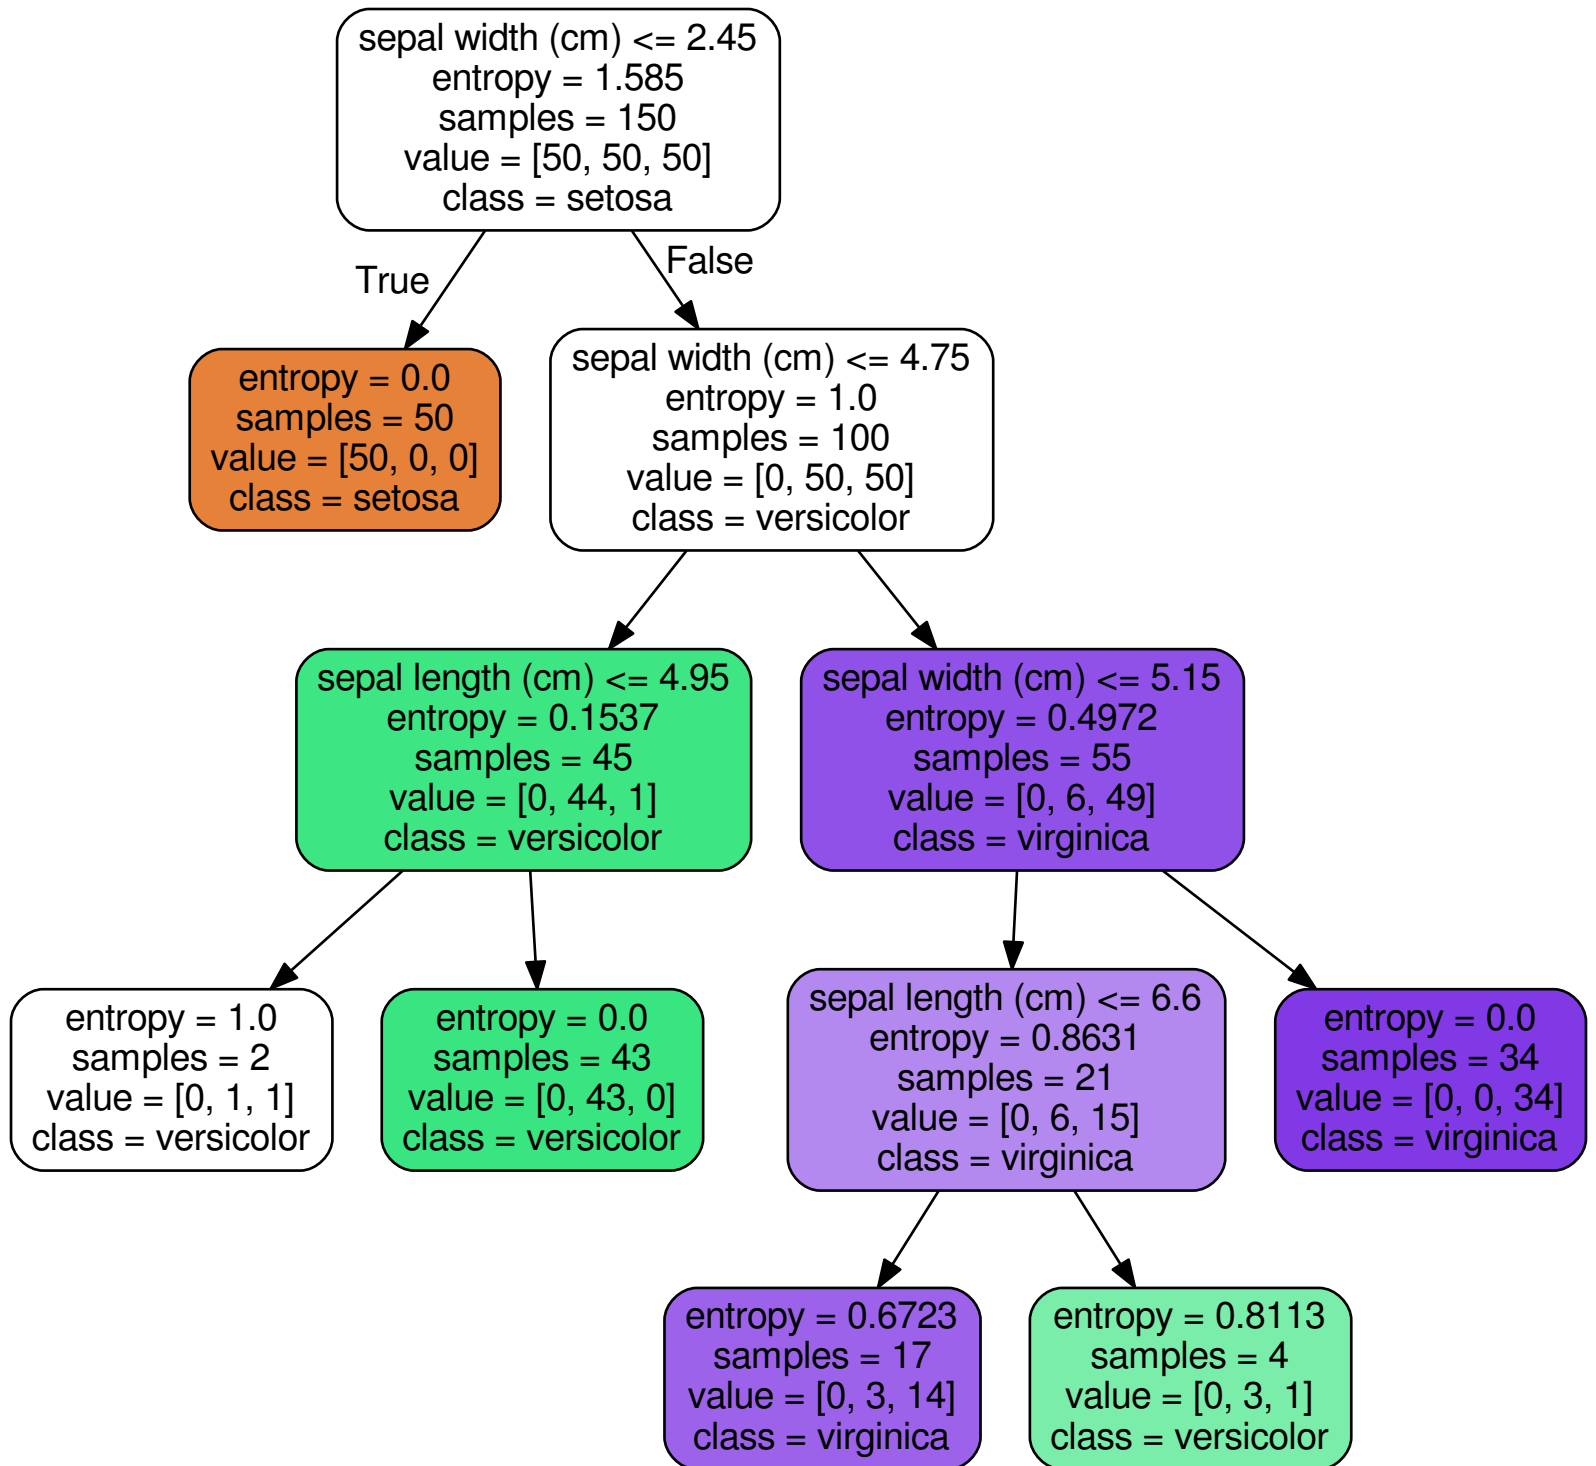 sepal width (cm) <= 2.45
entropy = 1.585
samples = 150
value = [50, 50, 50]
class = setosa
True
False
entropy = 0.0
samples = 50
value = [50, 0, 0]
class = setosa
sepal width (cm) <= 4.75
entropy = 1.0
samples = 100
value = [0, 50, 50]
class = versicolor
sepal length (cm) <= 4.95
entropy = 0.1537
samples = 45
value = [0, 44, 1]
class = versicolor
sepal width (cm) <= 5.15
entropy = 0.4972
samples = 55
value = [0, 6, 49]
class = virginica
entropy = 1.0
samples = 2
value = [0, 1, 1]
class = versicolor
entropy = 0.0
samples = 43
value = [0, 43, 0]
class = versicolor
sepal length (cm) <= 6.6
entropy = 0.8631
samples = 21
value = [0, 6, 15]
class = virginica
entropy = 0.0
samples = 34
value = [0, 0, 34]
class = virginica
entropy = 0.6723
samples = 17
value = [0, 3, 14]
class = virginica
entropy = 0.8113
samples = 4
value = [0, 3, 1]
class = versicolor